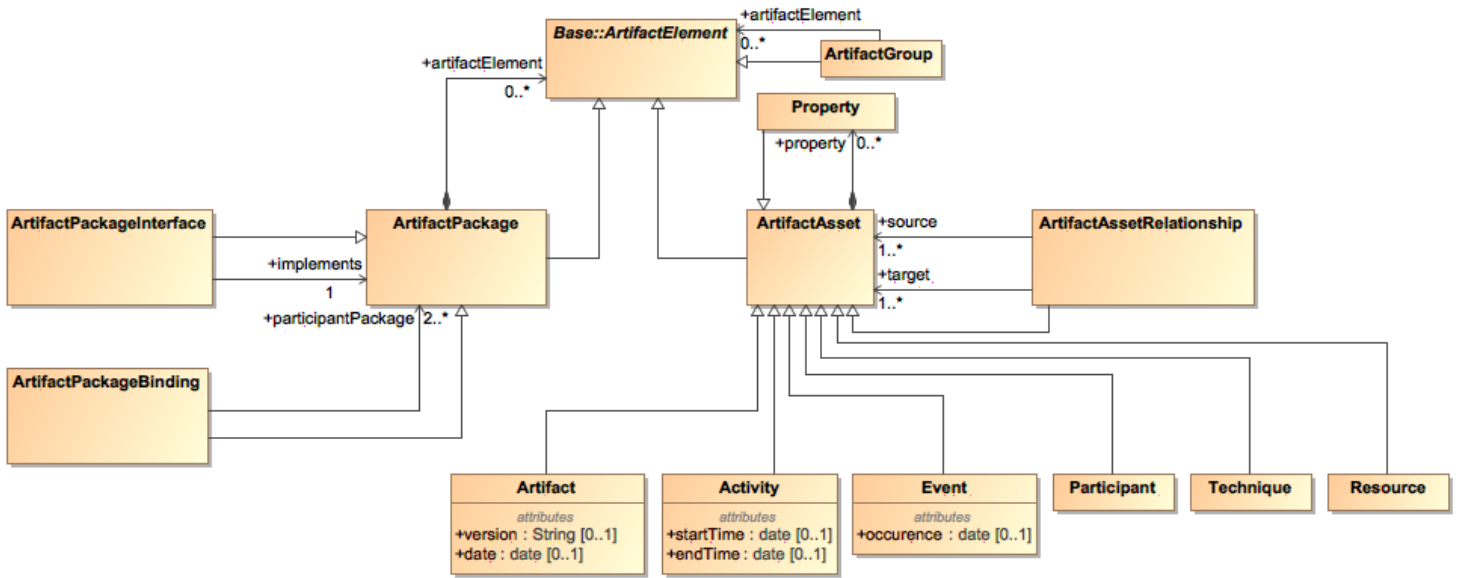 +artifactElement
Base::ArtifactElement
0..*
ArtifactGroup
+artifactElement
0..*
Property
+property
0..*
ArtifactPackageInterface
ArtifactPackage
ArtifactAsset
+source
1..*
ArtifactAssetRelationship
+implements
1
+target
1..*
+participantPackage
2..*
ArtifactPackageBinding
Artifact
attributes
+version : String [0..1]
+date : date [0..1]
Activity
attributes
+startTime : date [0..1]
+endTime : date [0..1]
Event
attributes
+occurence : date [0..1]
Participant
Technique
Resource